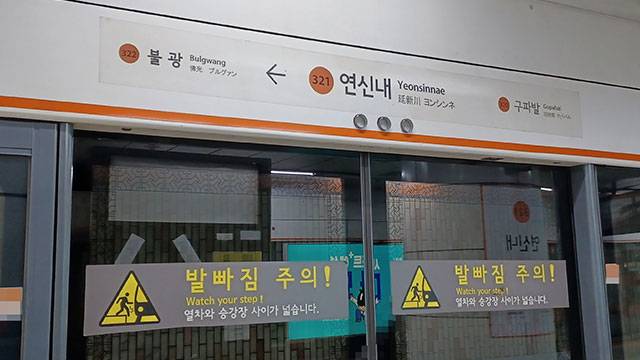 322 불광 Bulgwang
佛光 ブルグァン
← 321 연신내 Yeonsinnae
延新川 ヨンシンネ
구파발 Gupabal
발빠짐 주의!
Watch your step!
열차와 승강장 사이가 넓습니다.
발빠짐 주의!
Watch your step!
열차와 승강장 사이가 넓습니다.
연신내